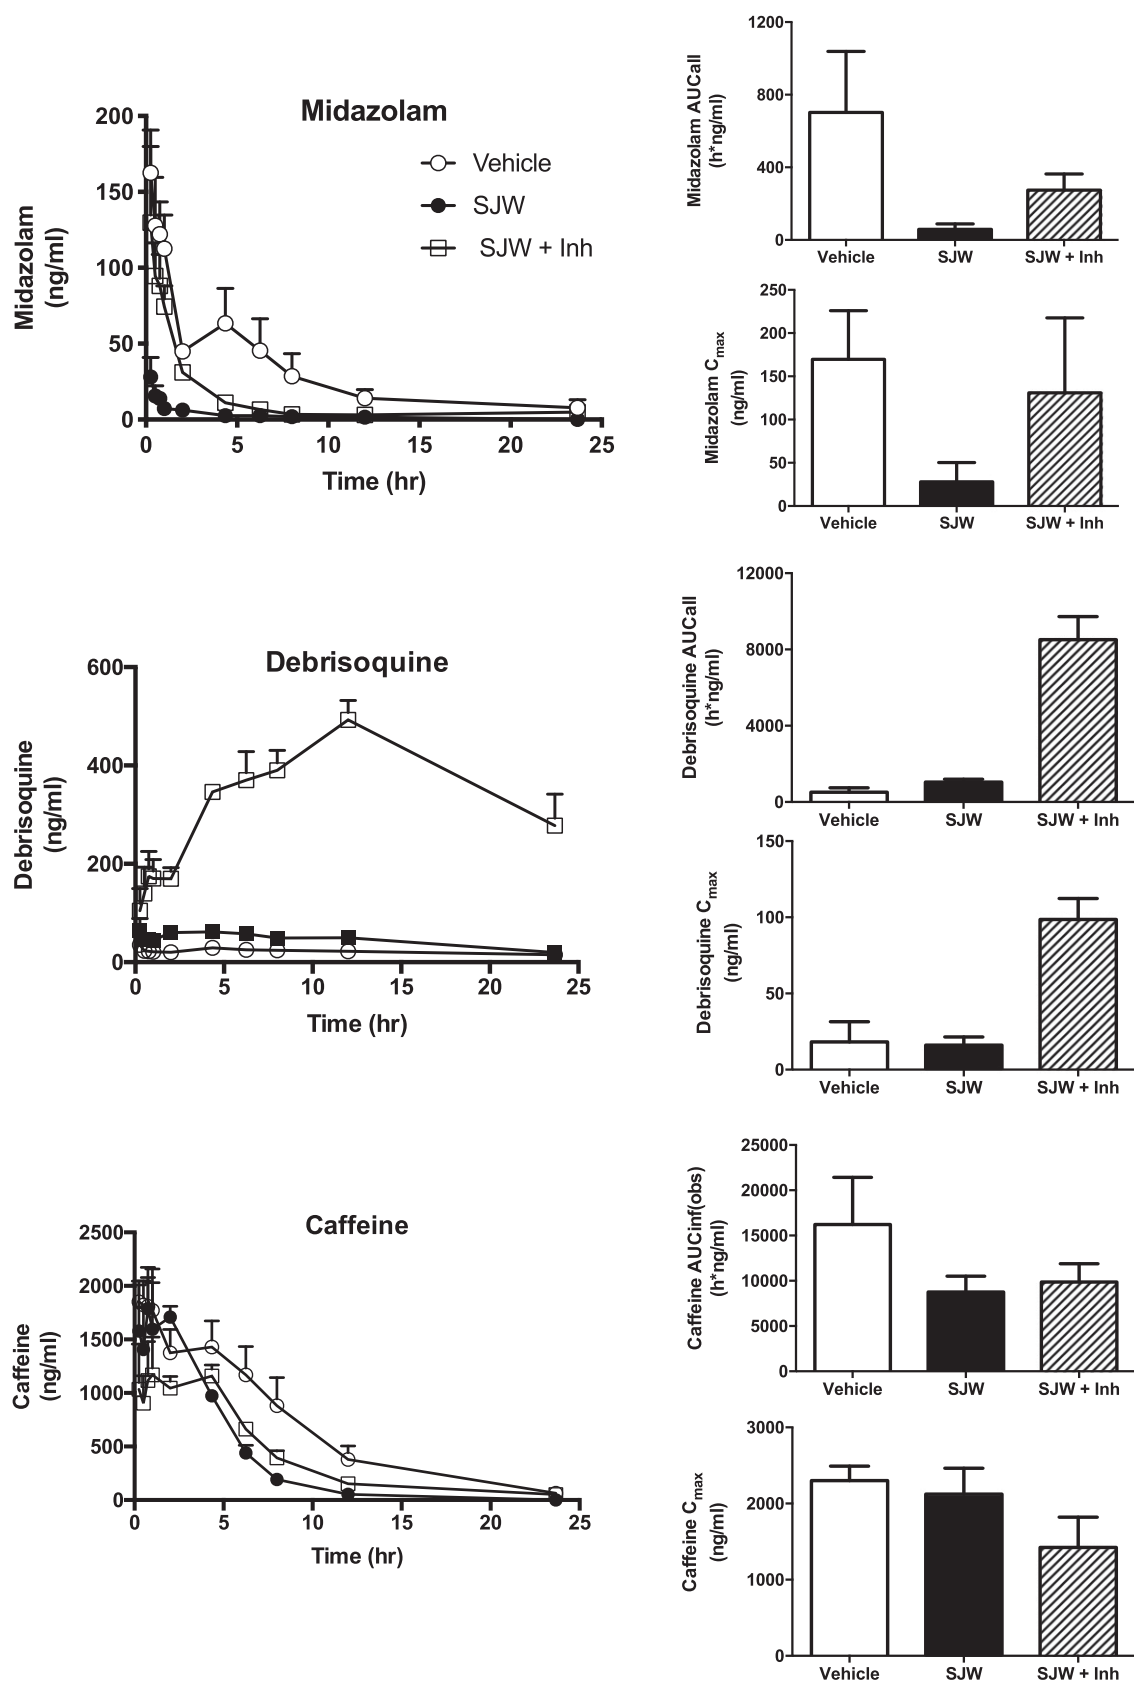 Midazolam
Vehicle
SJW
SJW + Inh
Midazolam
(ng/ml)
200
150
100
50
0
0 5 10 15 20 25
Time (hr)
Midazolam AUCall
(h*ng/ml)
1200
800
400
0
Vehicle SJW SJW + Inh
Midazolam Cmax
(ng/ml)
250
200
150
100
50
0
Vehicle SJW SJW + Inh
Debrisoquine
Debrisoquine
(ng/ml)
600
400
200
0
0 5 10 15 20 25
Time (hr)
Debrisoquine AUCall
(h*ng/ml)
12000
8000
4000
0
Vehicle SJW SJW + Inh
Debrisoquine Cmax
(ng/ml)
150
100
50
0
Vehicle SJW SJW + Inh
Caffeine
Caffeine
(ng/ml)
2500
2000
1500
1000
500
0
0 5 10 15 20 25
Time (hr)
Caffeine AUCinf(obs)
(h*ng/ml)
25000
20000
15000
10000
5000
0
Vehicle SJW SJW + Inh
Caffeine Cmax
(ng/ml)
3000
2000
1000
0
Vehicle SJW SJW + Inh